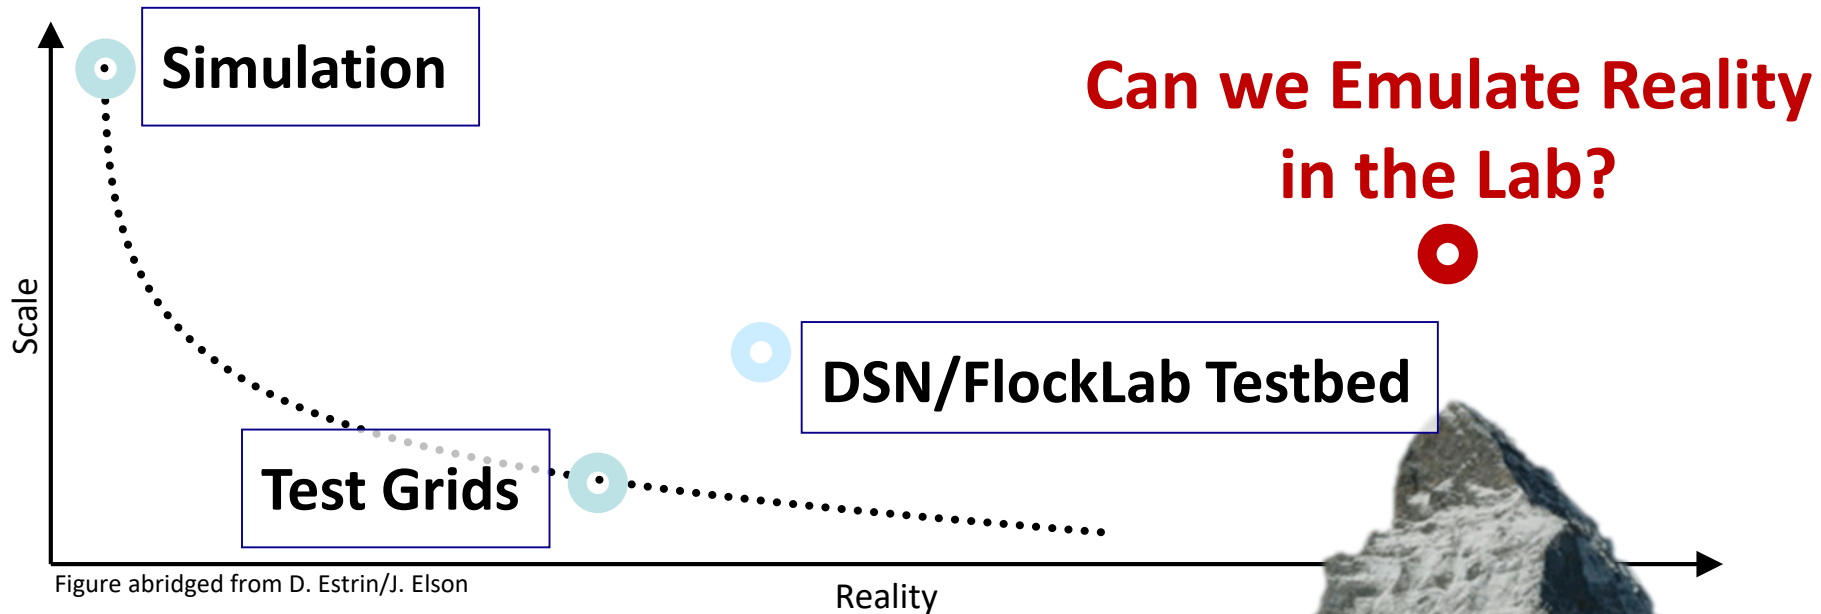 Simulation
Can we Emulate Reality
in the Lab?
Scale
DSN/FlockLab Testbed
Test Grids
Figure abridged from D. Estrin/J. Elson
Reality